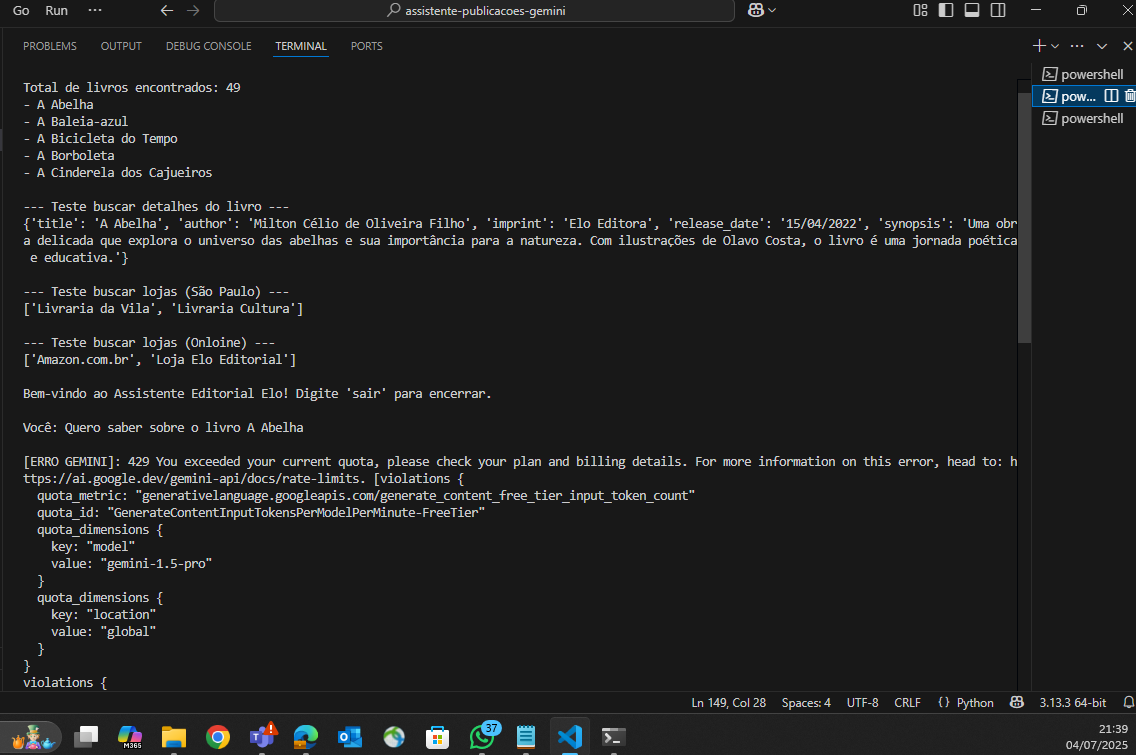 Go Run ··· assistente-publicacoes-gemini
PROBLEMS OUTPUT DEBUG CONSOLE TERMINAL PORTS
powershell
pow...
powershell
Total de livros encontrados: 49
- A Abelha
- A Baleia-azul
- A Bicicleta do Tempo
- A Borboleta
- A Cinderela dos Cajueiros
--- Teste buscar detalhes do livro ---
{'title': 'A Abelha', 'author': 'Milton Célio de Oliveira Filho', 'imprint': 'Elo Editora', 'release_date': '15/04/2022', 'synopsis': 'Uma obr
a delicada que explora o universo das abelhas e sua importância para a natureza. Com ilustrações de Olavo Costa, o livro é uma jornada poética
e educativa.'}
--- Teste buscar lojas (São Paulo) ---
['Livraria da Vila', 'Livraria Cultura']
--- Teste buscar lojas (Onloine) ---
['Amazon.com.br', 'Loja Elo Editorial']
Bem-vindo ao Assistente Editorial Elo! Digite 'sair' para encerrar.
Você: Quero saber sobre o livro A Abelha
[ERRO GEMINI]: 429 You exceeded your current quota, please check your plan and billing details. For more information on this error, head to: h
ttps://ai.google.dev/gemini-api/docs/rate-limits. [violations {
quota_metric: "generativelanguage.googleapis.com/generate_content_free_tier_input_token_count"
quota_id: "GenerateContentInputTokensPerModelPerMinute-FreeTier"
quota_dimensions {
key: "model"
value: "gemini-1.5-pro"
}
quota_dimensions {
key: "location"
value: "global"
}
}
violations {
Ln 149, Col 28 Spaces: 4 UTF-8 CRLF {} Python 3.13.3 64-bit
M365
37
21:39
04/07/2025